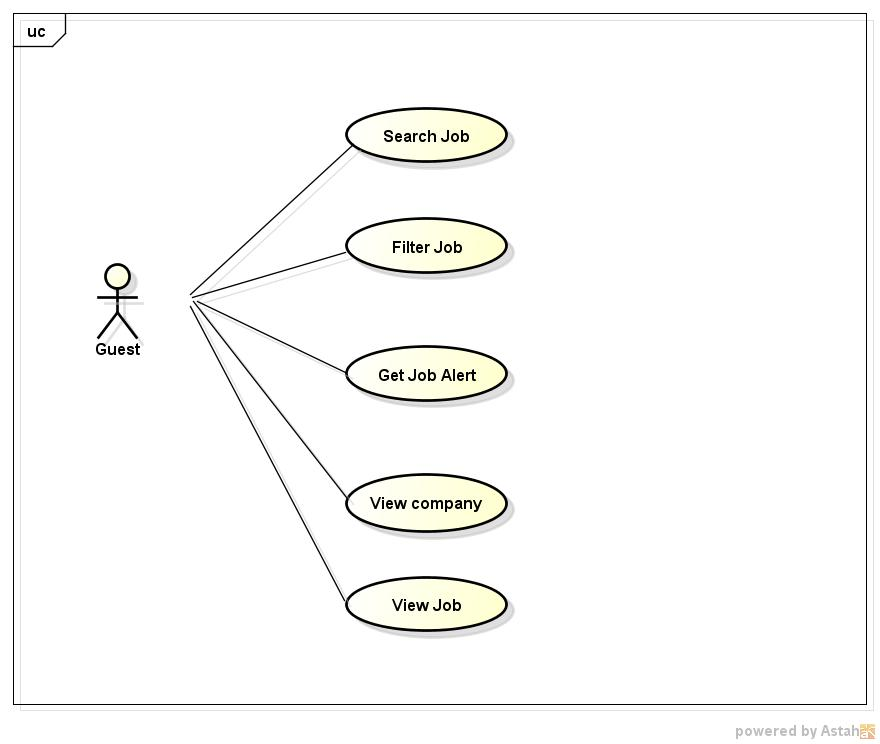 uc
Search Job
Filter Job
Guest
Get Job Alert
View company
View Job
powered by Astah